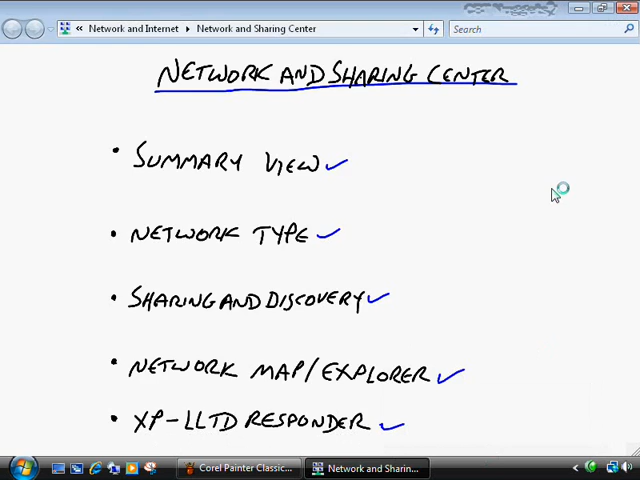 « Network and Internet ▸ Network and Sharing Center
Search
NETWORK AND SHARING CENTER
• SUMMARY VIEW ✓
• NETWORK TYPE ✓
• SHARING AND DISCOVERY ✓
• NETWORK MAP/EXPLORER ✓
• XP-LLTD RESPONDER ✓
Corel Painter Classic... Network and Sharin...